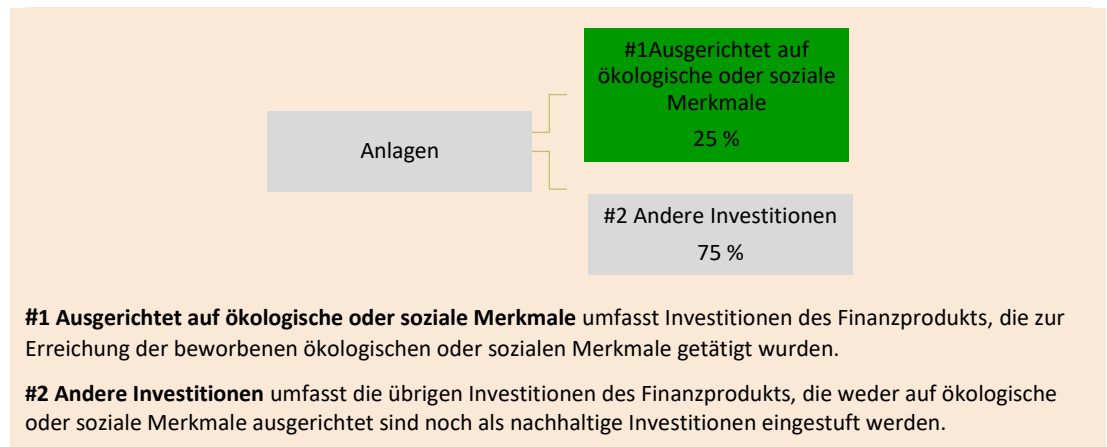 #1Ausgerichtet auf
ökologische oder soziale
Merkmale
25 %
Anlagen
#2 Andere Investitionen
75 %
#1 Ausgerichtet auf ökologische oder soziale Merkmale umfasst Investitionen des Finanzprodukts, die zur
Erreichung der beworbenen ökologischen oder sozialen Merkmale getätigt wurden.
#2 Andere Investitionen umfasst die übrigen Investitionen des Finanzprodukts, die weder auf ökologische
oder soziale Merkmale ausgerichtet sind noch als nachhaltige Investitionen eingestuft werden.